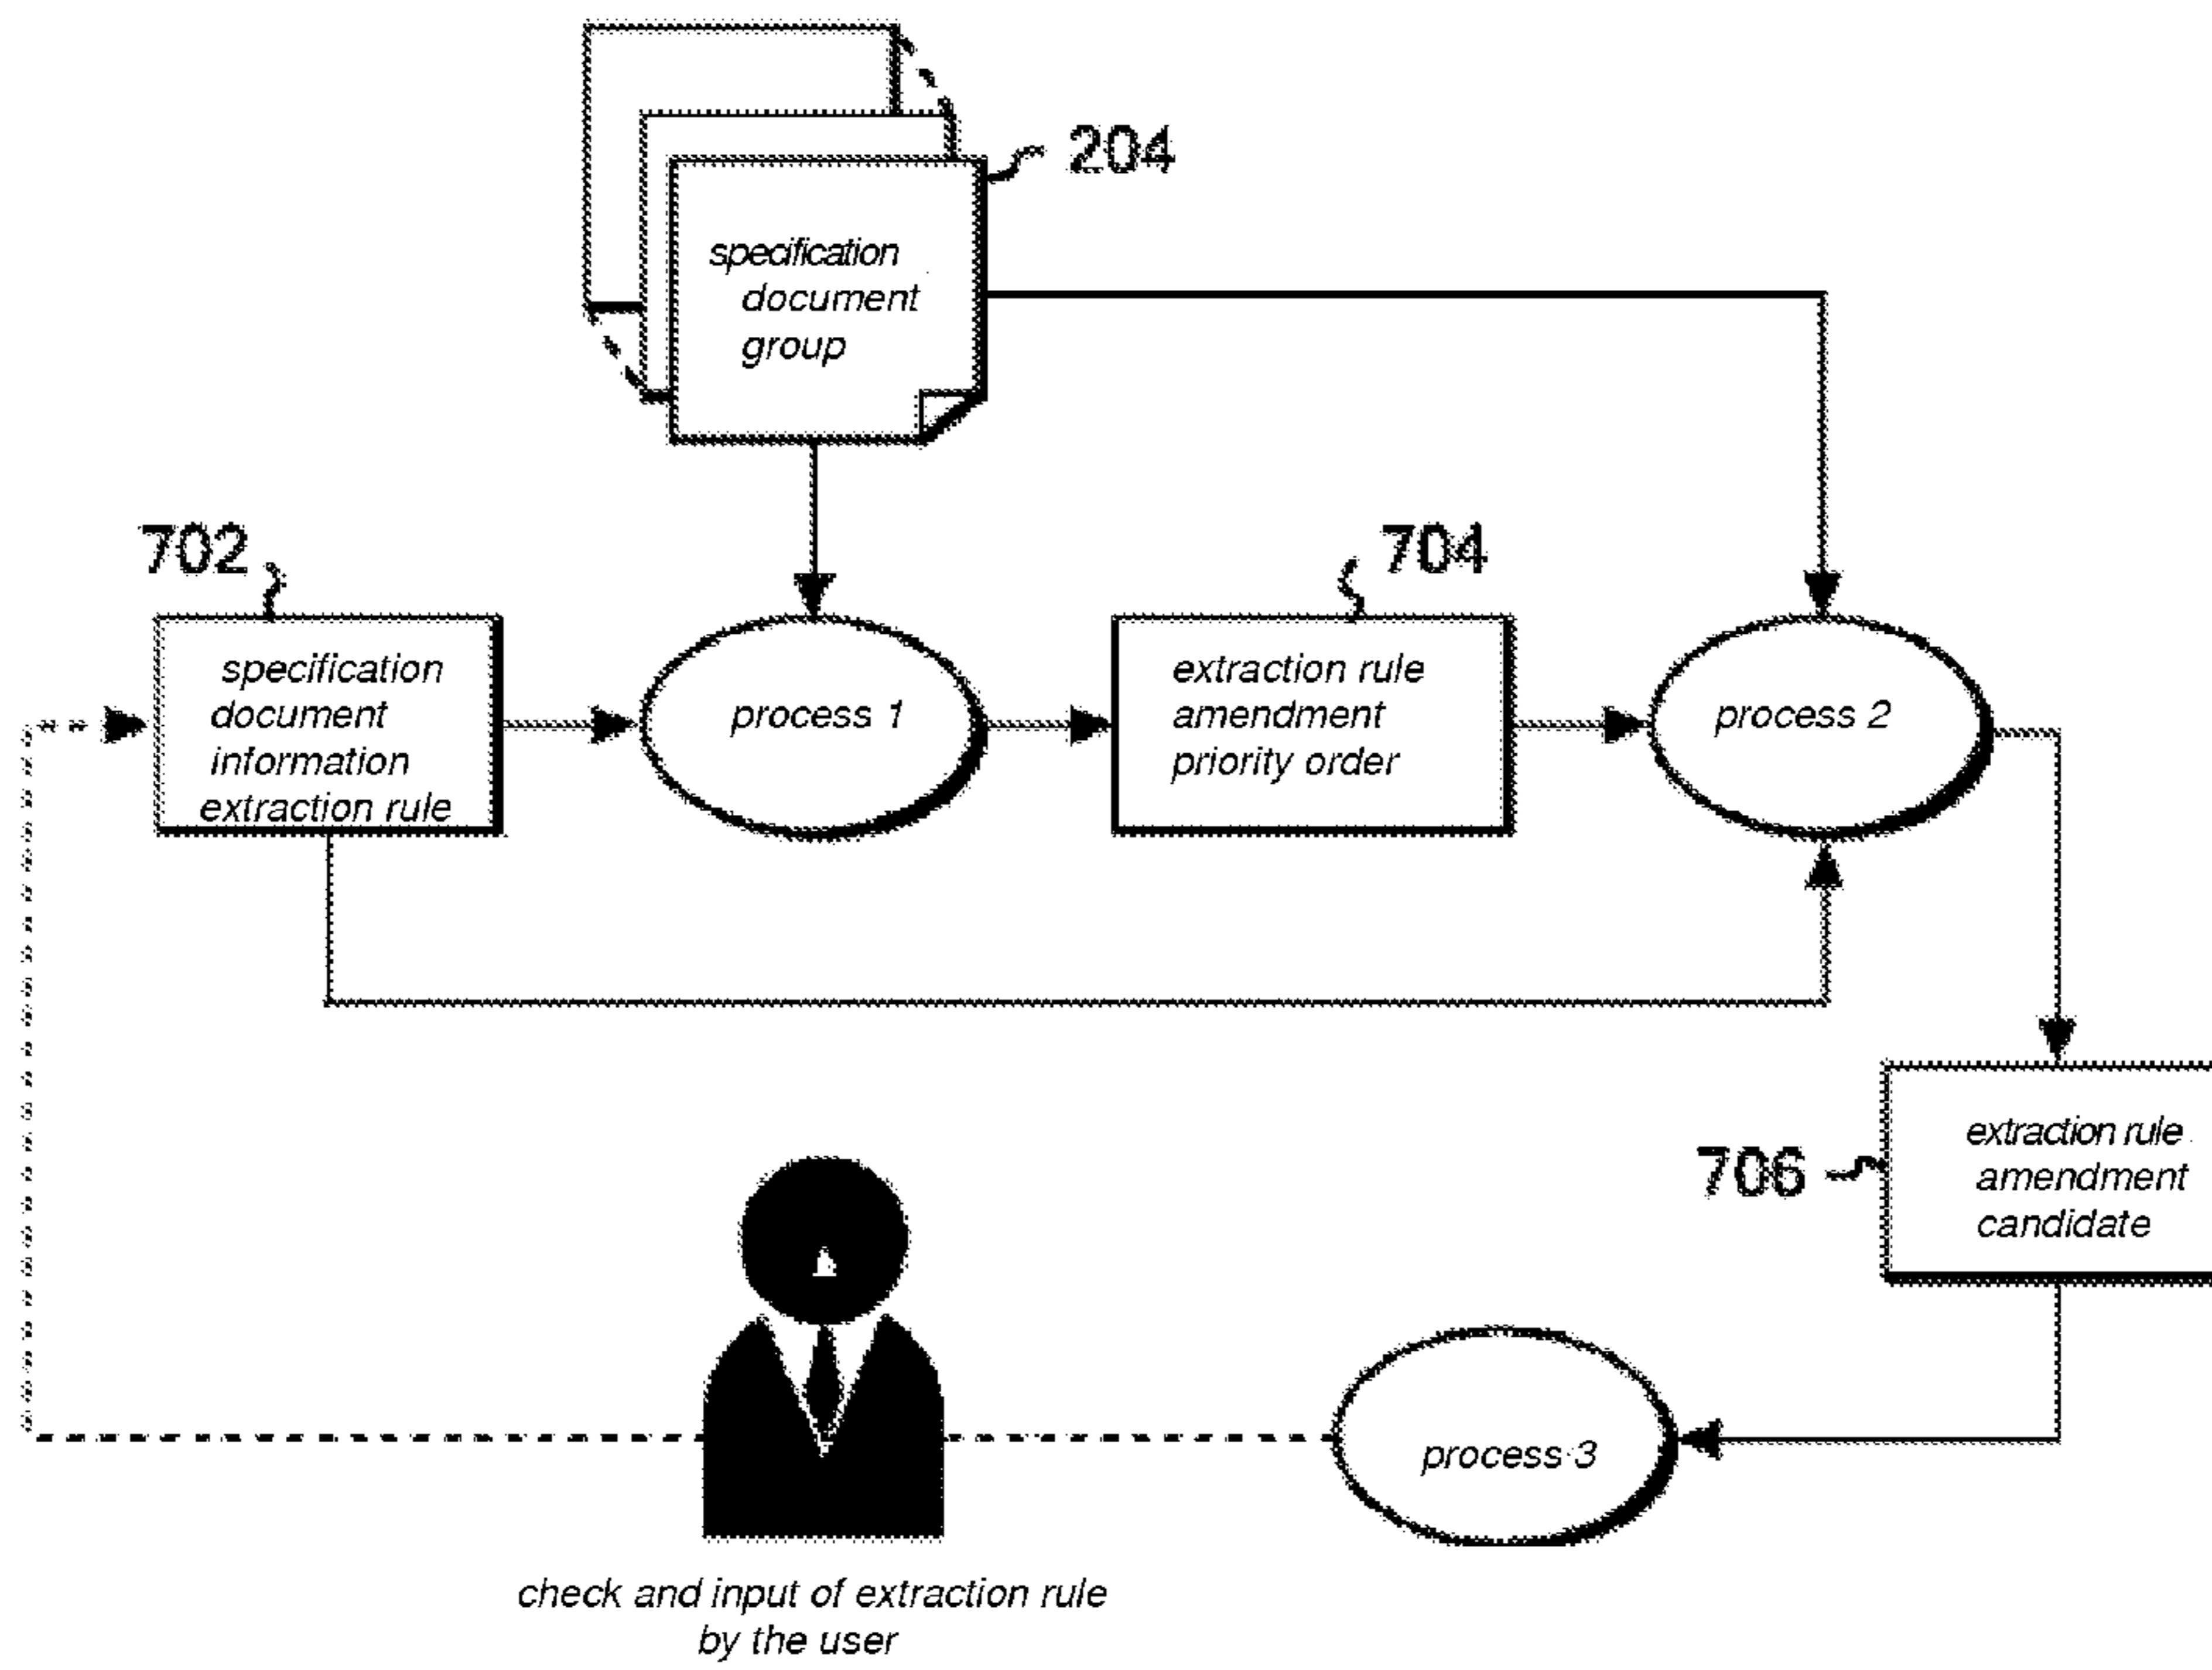 204
specification
document
group
702
704
specification
document
information
extraction rule
process 1
extraction rule
amendment
priority order
process 2
706
extraction rule
amendment
candidate
process 3
check and input of extraction rule
by the user